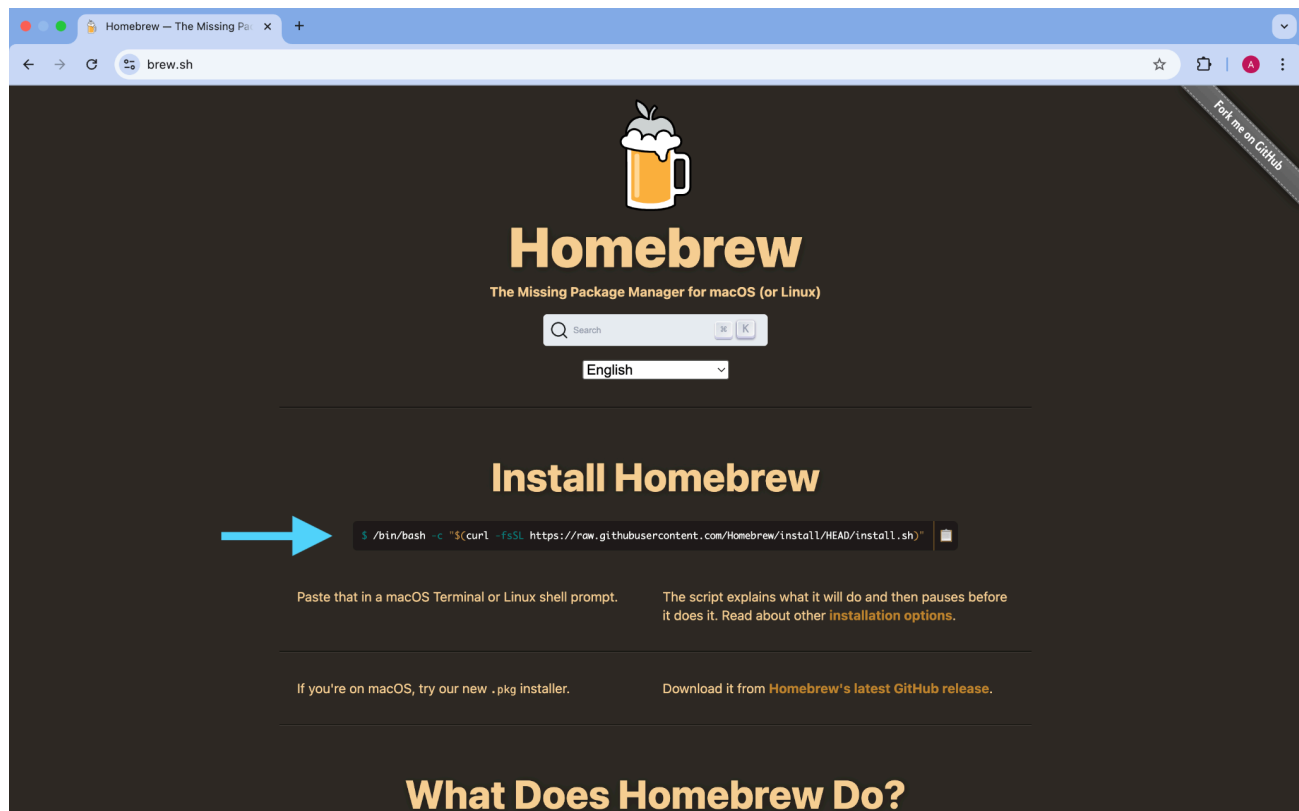 Homebrew — The Missing Pa
brew.sh
A
Fork me on GitHub
Homebrew
The Missing Package Manager for macOS (or Linux)
Search ⌘ K
English
Install Homebrew
$ /bin/bash -c "$(curl -fsSL https://raw.githubusercontent.com/Homebrew/install/HEAD/install.sh)"
Paste that in a macOS Terminal or Linux shell prompt.
The script explains what it will do and then pauses before
it does it. Read about other installation options.
If you're on macOS, try our new .pkg installer.
Download it from Homebrew's latest GitHub release.
What Does Homebrew Do?